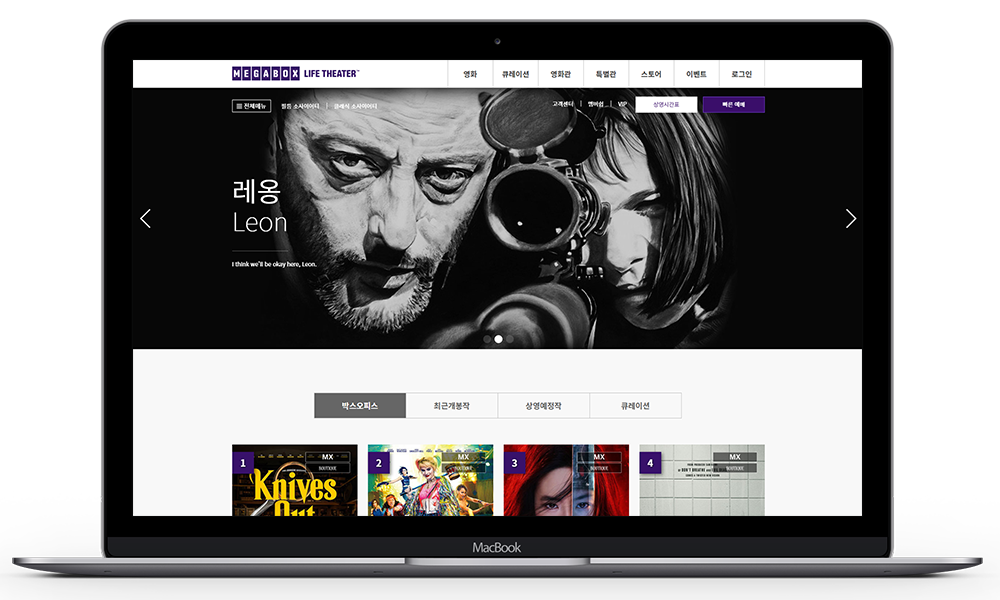 MEGABOX LIFE THEATER™
영화 큐레이션 영화관 특별관 스토어 이벤트 로그인
전체메뉴 필름 소사이어티 클래식 소사이어티
고객센터 멤버쉽 VIP 상영시간표 빠른 예매
레옹
Leon
I think we'll be okay here, Leon.
박스오피스 최근개봉작 상영예정작 큐레이션
1 MX BOUTIQUE
Knives
Out
2 MX BOUTIQUE
3 MX BOUTIQUE
4 MX BOUTIQUE
MacBook